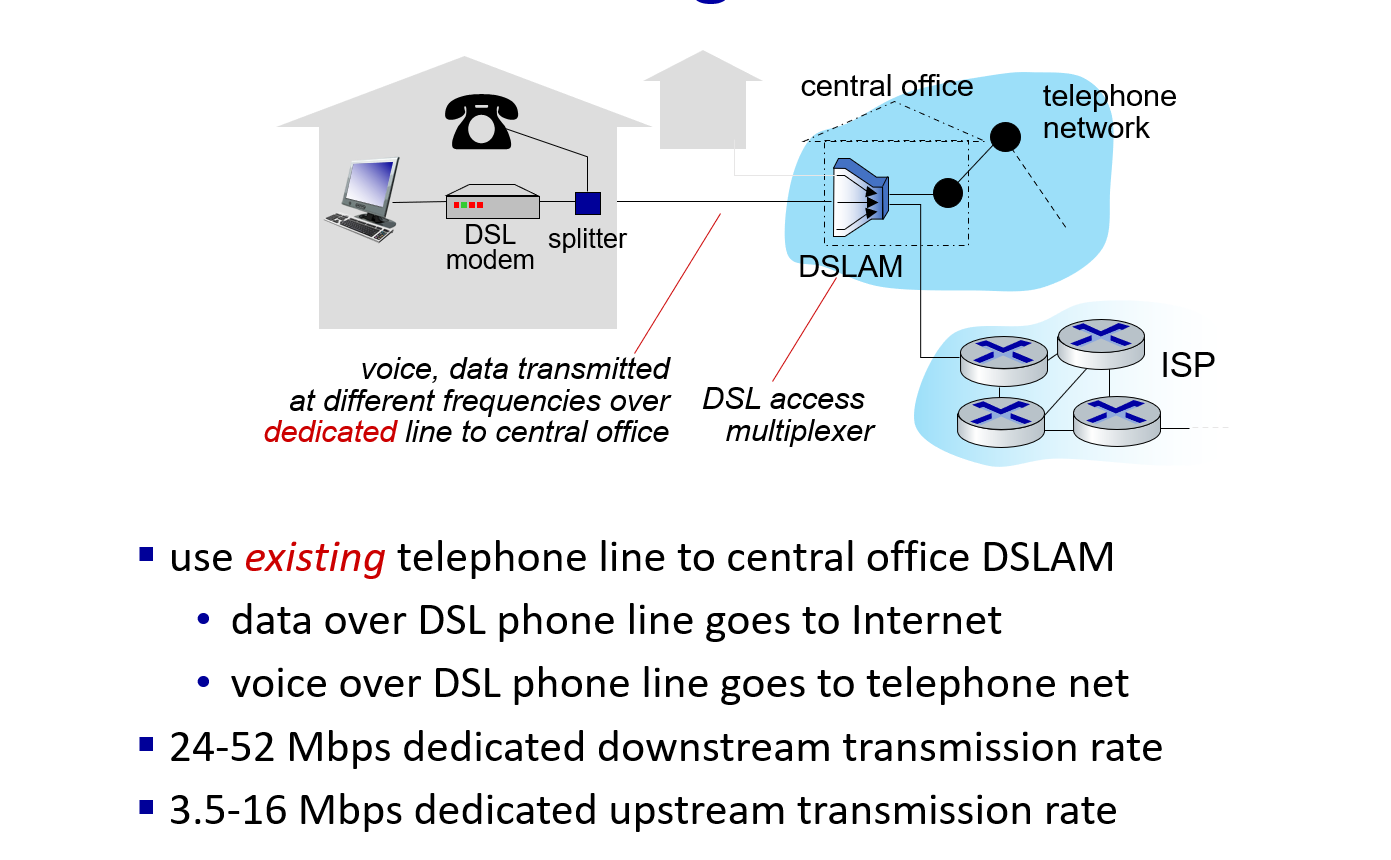 central office
telephone
network
DSL
modem
splitter
DSLAM
voice, data transmitted
at different frequencies over
dedicated line to central office
DSL access
multiplexer
ISP
▪ use existing telephone line to central office DSLAM
• data over DSL phone line goes to Internet
• voice over DSL phone line goes to telephone net
▪ 24-52 Mbps dedicated downstream transmission rate
▪ 3.5-16 Mbps dedicated upstream transmission rate